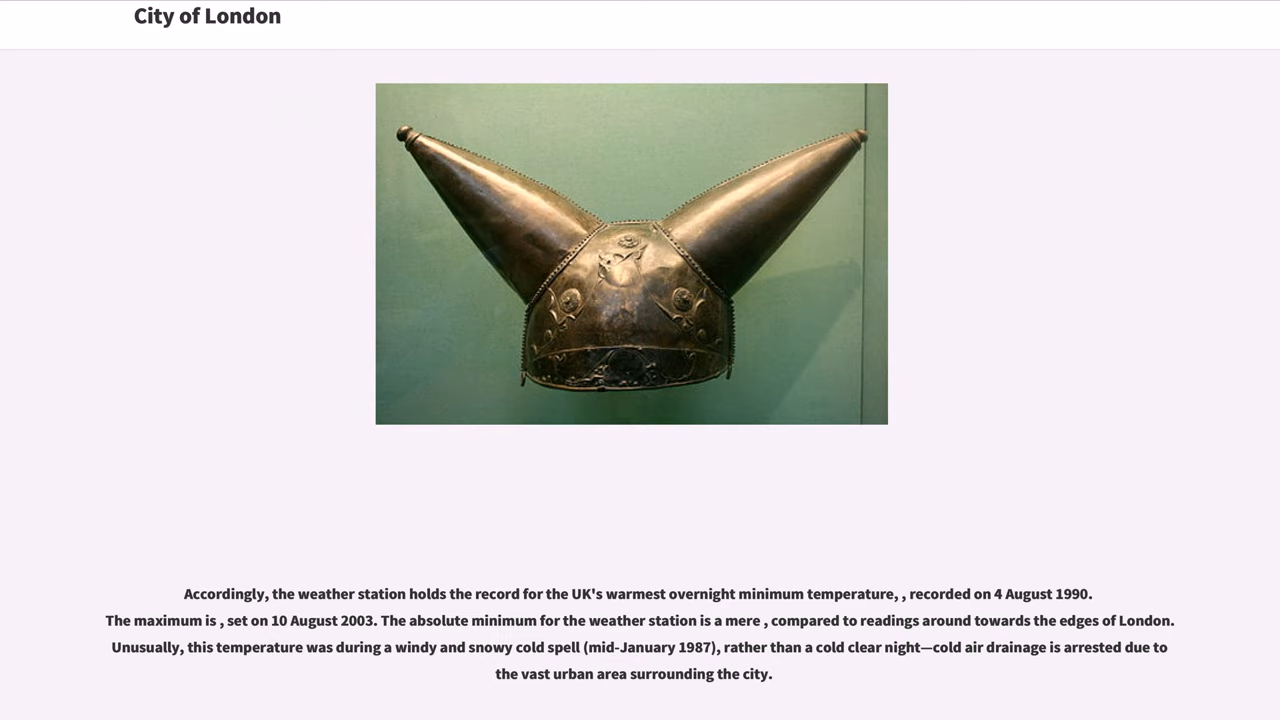 City of London
Accordingly, the weather station holds the record for the UK's warmest overnight minimum temperature, , recorded on 4 August 1990.
The maximum is , set on 10 August 2003. The absolute minimum for the weather station is a mere , compared to readings around towards the edges of London.
Unusually, this temperature was during a windy and snowy cold spell (mid-January 1987), rather than a cold clear night—cold air drainage is arrested due to
the vast urban area surrounding the city.